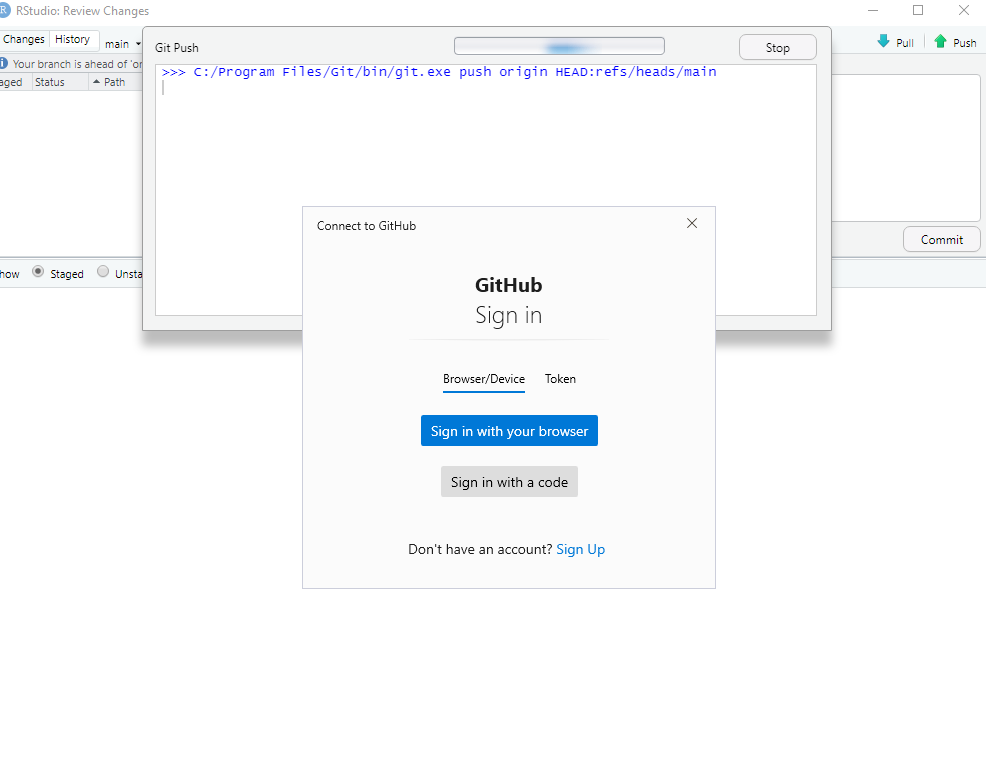 R RStudio: Review Changes
Changes History main
Pull Push
Your branch is ahead of 'or
aged Status Path
Git Push
Stop
>>> C:/Program Files/Git/bin/git.exe push origin HEAD:refs/heads/main
Commit
how Staged Unsta
Connect to GitHub
GitHub
Sign in
Browser/Device Token
Sign in with your browser
Sign in with a code
Don't have an account? Sign Up